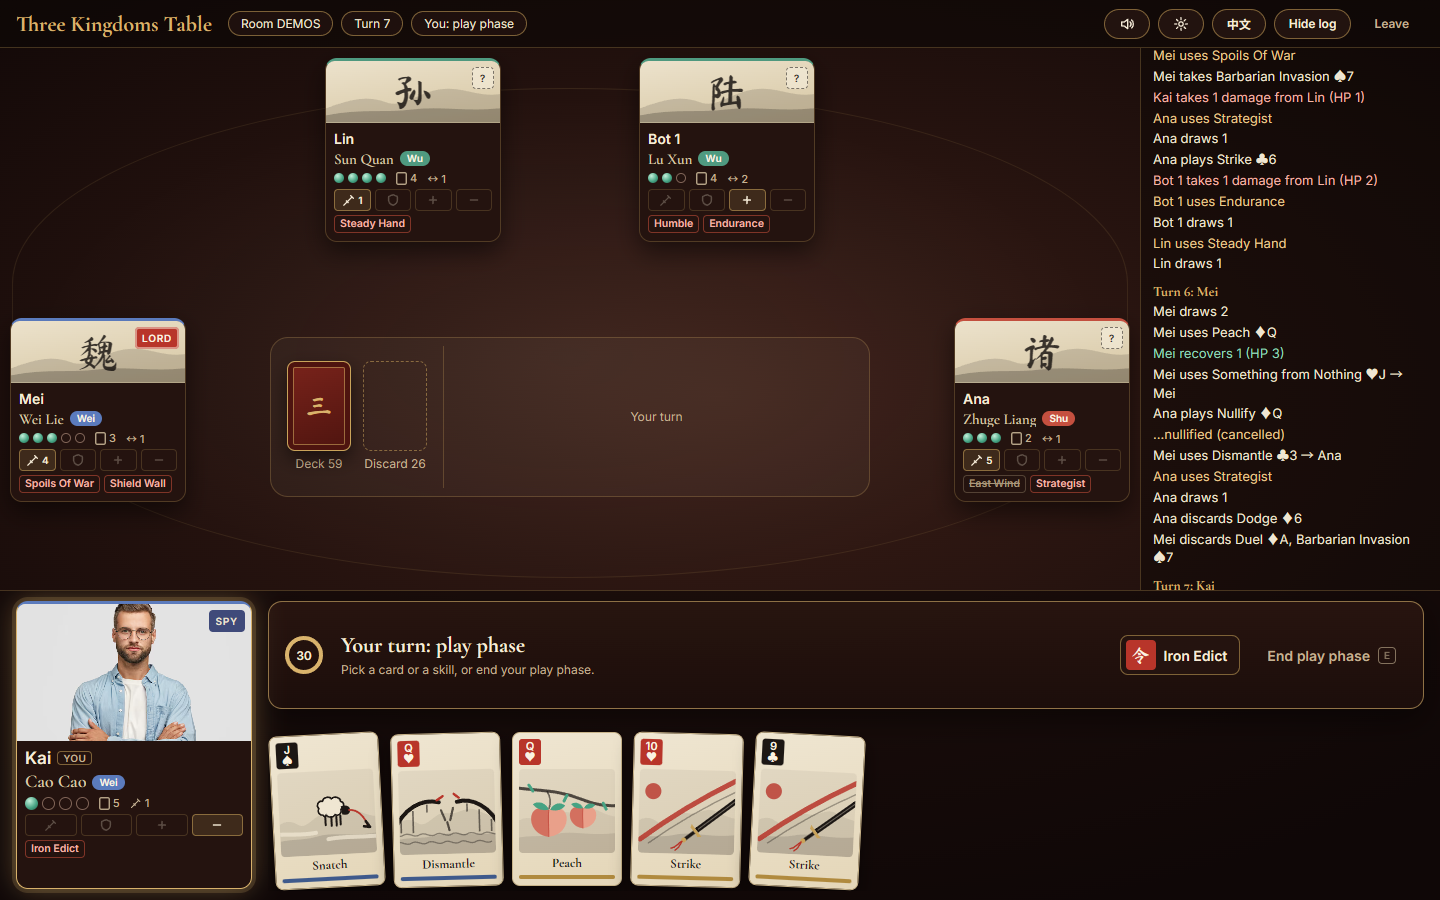 Three Kingdoms Table
Room DEMOS
Turn 7
You: play phase
中文
Hide log
Leave
孙
?
Lin
Sun Quan Wu
4 ↔ 1
1 + −
Steady Hand
陆
?
Bot 1
Lu Xun Wu
4 ↔ 2
+ −
Humble Endurance
魏
LORD
Mei
Wei Lie Wei
3 ↔ 1
4 + −
Spoils Of War Shield Wall
三
Deck 59
Discard 26
Your turn
诸
?
Ana
Zhuge Liang Shu
2 ↔ 1
5 + −
East Wind Strategist
Mei uses Spoils Of War
Mei takes Barbarian Invasion ♠7
Kai takes 1 damage from Lin (HP 1)
Ana uses Strategist
Ana draws 1
Ana plays Strike ♣6
Bot 1 takes 1 damage from Lin (HP 2)
Bot 1 uses Endurance
Bot 1 draws 1
Lin uses Steady Hand
Lin draws 1
Turn 6: Mei
Mei draws 2
Mei uses Peach ♦Q
Mei recovers 1 (HP 3)
Mei uses Something from Nothing ♥J →
Mei
Ana plays Nullify ♦Q
...nullified (cancelled)
Mei uses Dismantle ♣3 → Ana
Ana uses Strategist
Ana draws 1
Ana discards Dodge ♦6
Mei discards Duel ♦A, Barbarian Invasion
♠7
Turn 7: Kai
SPY
Kai YOU
Cao Cao Wei
5 1
+ −
Iron Edict
30
Your turn: play phase
Pick a card or a skill, or end your play phase.
令 Iron Edict
End play phase E
J
♠
Snatch
Q
♥
Dismantle
Q
♥
Peach
10
♥
Strike
9
♣
Strike